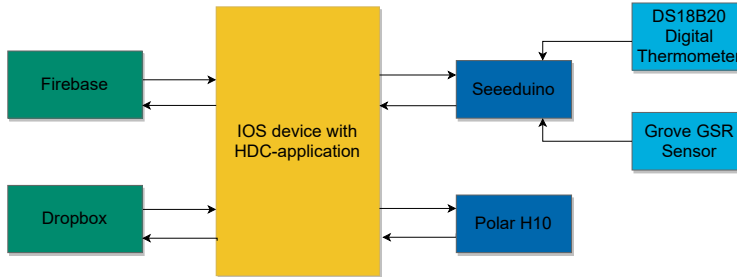 Firebase
Dropbox
IOS device with
HDC-application
Seeeduino
Polar H10
DS18B20
Digital
Thermometer
Grove GSR
Sensor